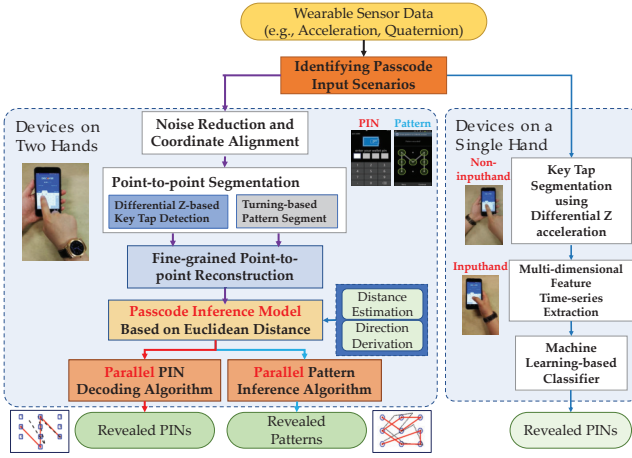 Wearable Sensor Data
(e.g., Acceleration, Quaternion)
Identifying Passcode
Input Scenarios
Devices on
Two Hands
Noise Reduction and
Coordinate Alignment
PIN
Pattern
Point-to-point Segmentation
Differential Z-based
Key Tap Detection
Turning-based
Pattern Segment
Fine-grained Point-to-
point Reconstruction
Passcode Inference Model
Based on Euclidean Distance
Distance
Estimation
Direction
Derivation
Parallel PIN
Decoding Algorithm
Parallel Pattern
Inference Algorithm
Revealed PINs
Revealed
Patterns
Devices on a
Single Hand
Non-
inputhand
Inputhand
Key Tap
Segmentation
using
Differential Z
acceleration
Multi-dimensional
Feature
Time-series
Extraction
Machine
Learning-based
Classifier
Revealed PINs